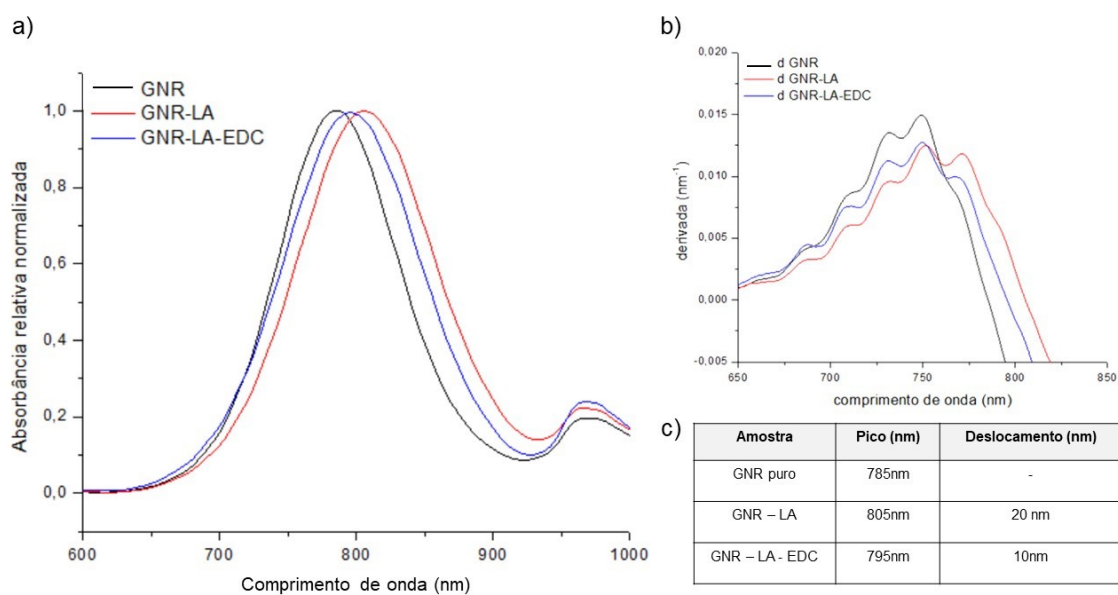 a)
GNR
GNR-LA
GNR-LA-EDC
Absorbância relativa normalizada
1,0
0,8
0,6
0,4
0,2
0,0
600
700
800
900
1000
Comprimento de onda (nm)
b)
d GNR
d GNR-LA
d GNR-LA-EDC
derivada (nm⁻¹)
0,020
0,015
0,010
0,005
0,000
-0,005
650
700
750
800
850
comprimento de onda (nm)
c)
Amostra Pico (nm) Deslocamento (nm)
GNR puro 785nm -
GNR – LA 805nm 20 nm
GNR – LA - EDC 795nm 10nm